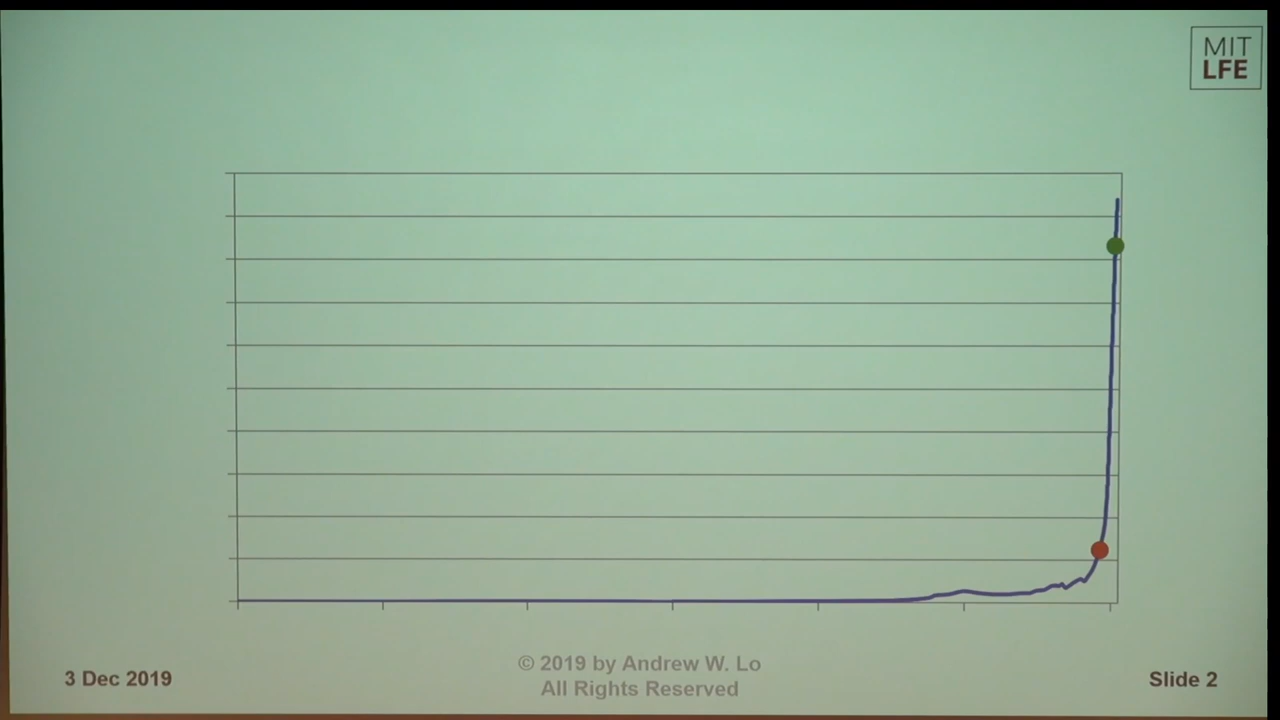 MIT
LFE
© 2019 by Andrew W. Lo
All Rights Reserved
3 Dec 2019
Slide 2